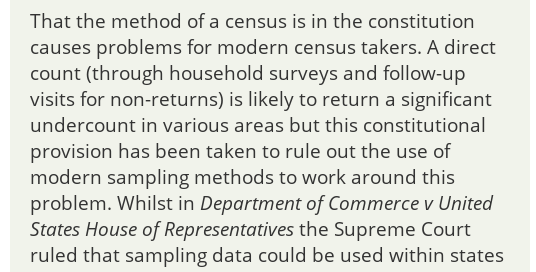 That the method of a census is in the constitution
causes problems for modern census takers. A direct
count (through household surveys and follow-up
visits for non-returns) is likely to return a significant
undercount in various areas but this constitutional
provision has been taken to rule out the use of
modern sampling methods to work around this
problem. Whilst in Department of Commerce v United
States House of Representatives the Supreme Court
ruled that sampling data could be used within states